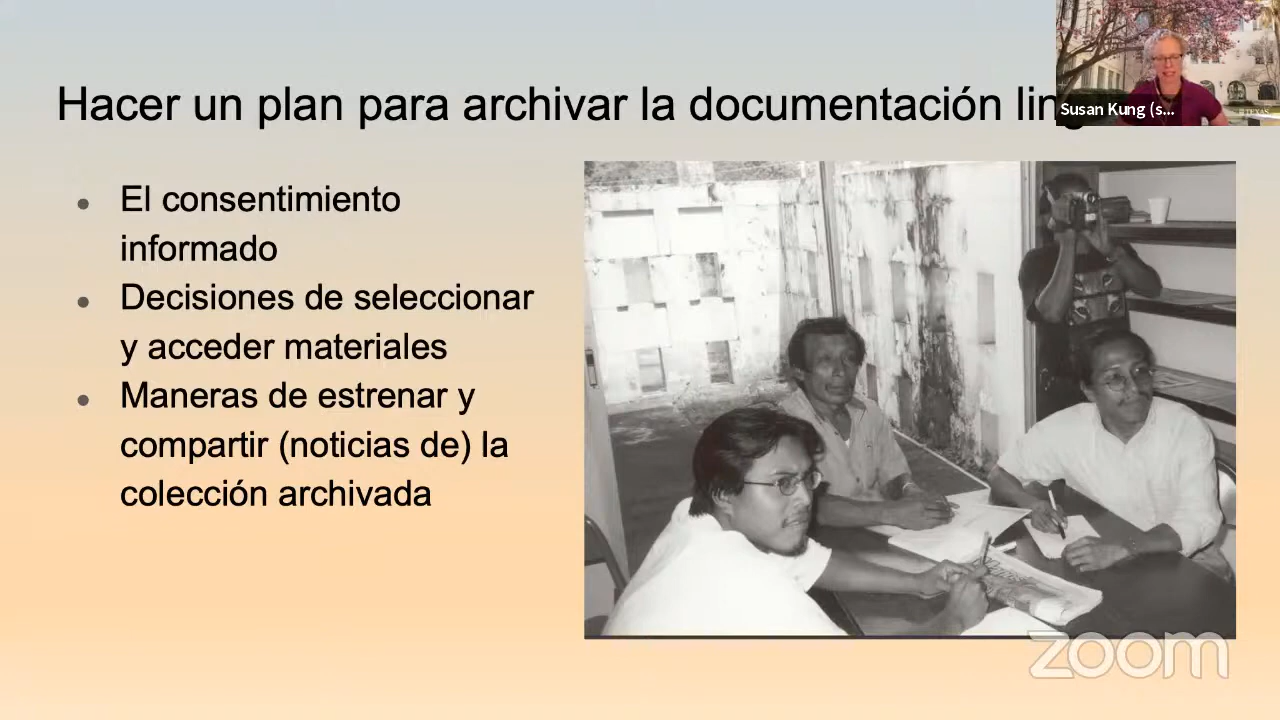 Hacer un plan para archivar la documentación
Susan Kung (s...
El consentimiento
informado
Decisiones de seleccionar
y acceder materiales
Maneras de estrenar y
compartir (noticias de) la
colección archivada
zoom